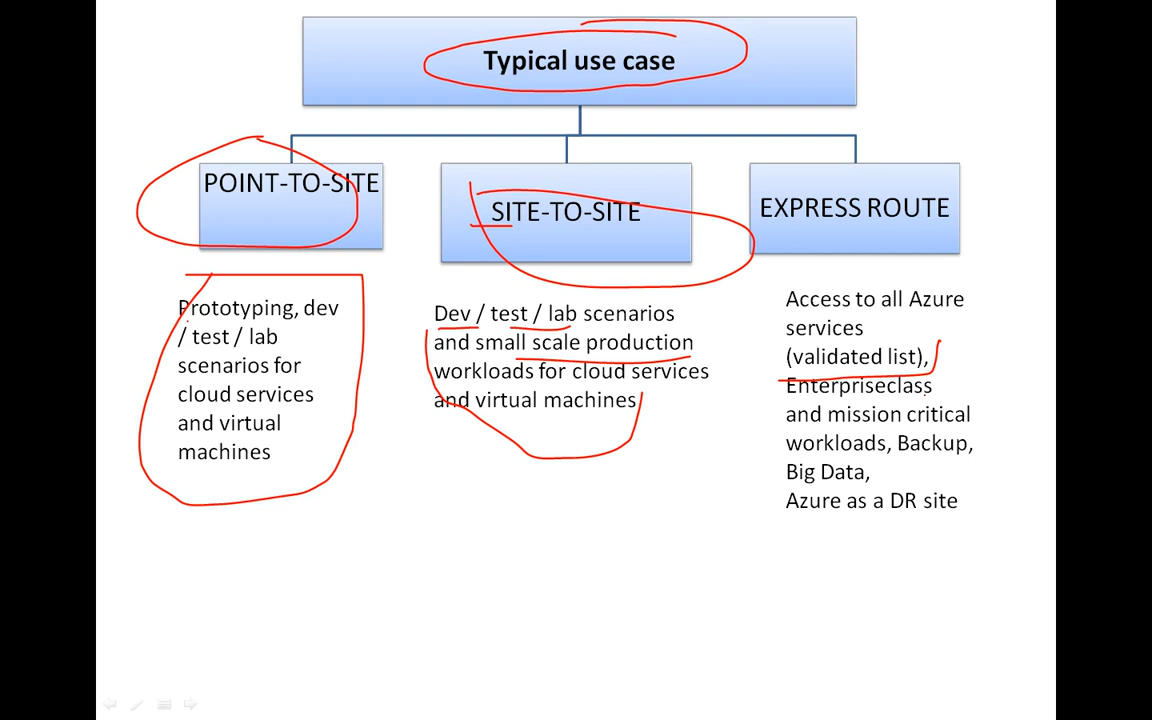 Typical use case
POINT-TO-SITE
SITE-TO-SITE
EXPRESS ROUTE
Prototyping, dev
/ test / lab
scenarios for
cloud services
and virtual
machines
Dev / test / lab scenarios
and small scale production
workloads for cloud services
and virtual machines
Access to all Azure
services
(validated list),
Enterpriseclass
and mission critical
workloads, Backup,
Big Data,
Azure as a DR site